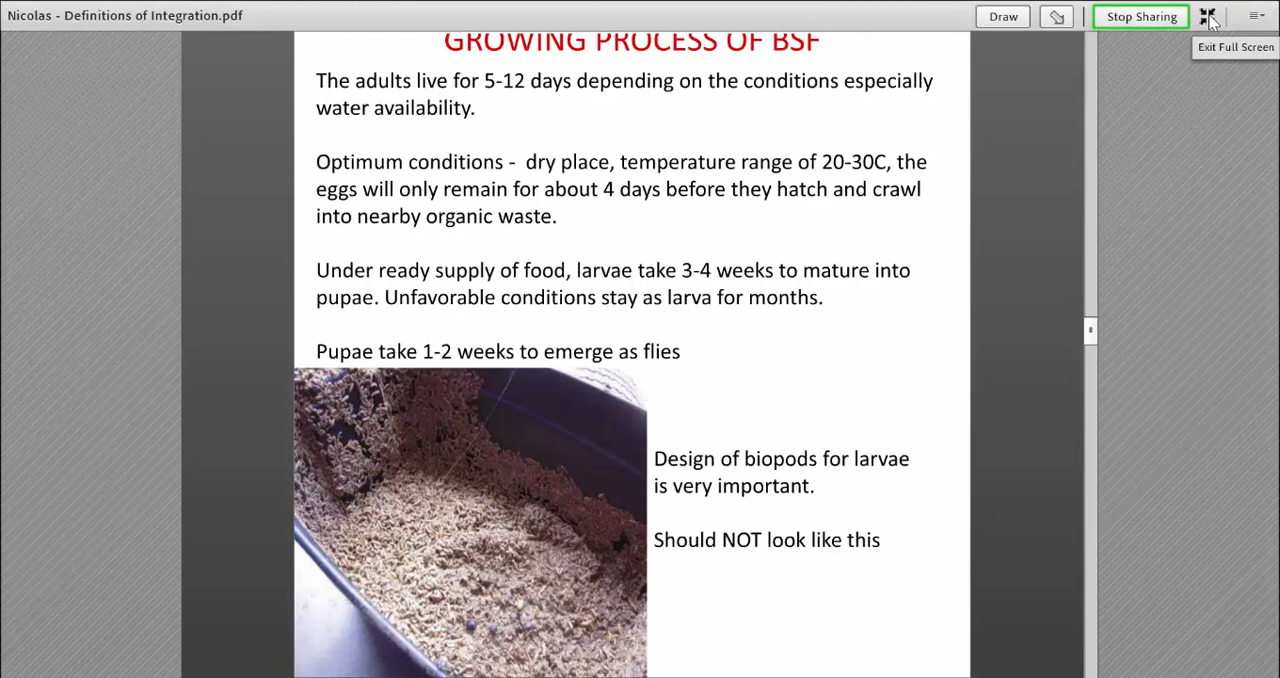 Nicolas - Definitions of Integration.pdf
Draw
Stop Sharing
Exit Full Screen
GROWING PROCESS OF BSF
The adults live for 5-12 days depending on the conditions especially
water availability.
Optimum conditions -  dry place, temperature range of 20-30C, the
eggs will only remain for about 4 days before they hatch and crawl
into nearby organic waste.
Under ready supply of food, larvae take 3-4 weeks to mature into
pupae. Unfavorable conditions stay as larva for months.
Pupae take 1-2 weeks to emerge as flies
Design of biopods for larvae
is very important.
Should NOT look like this